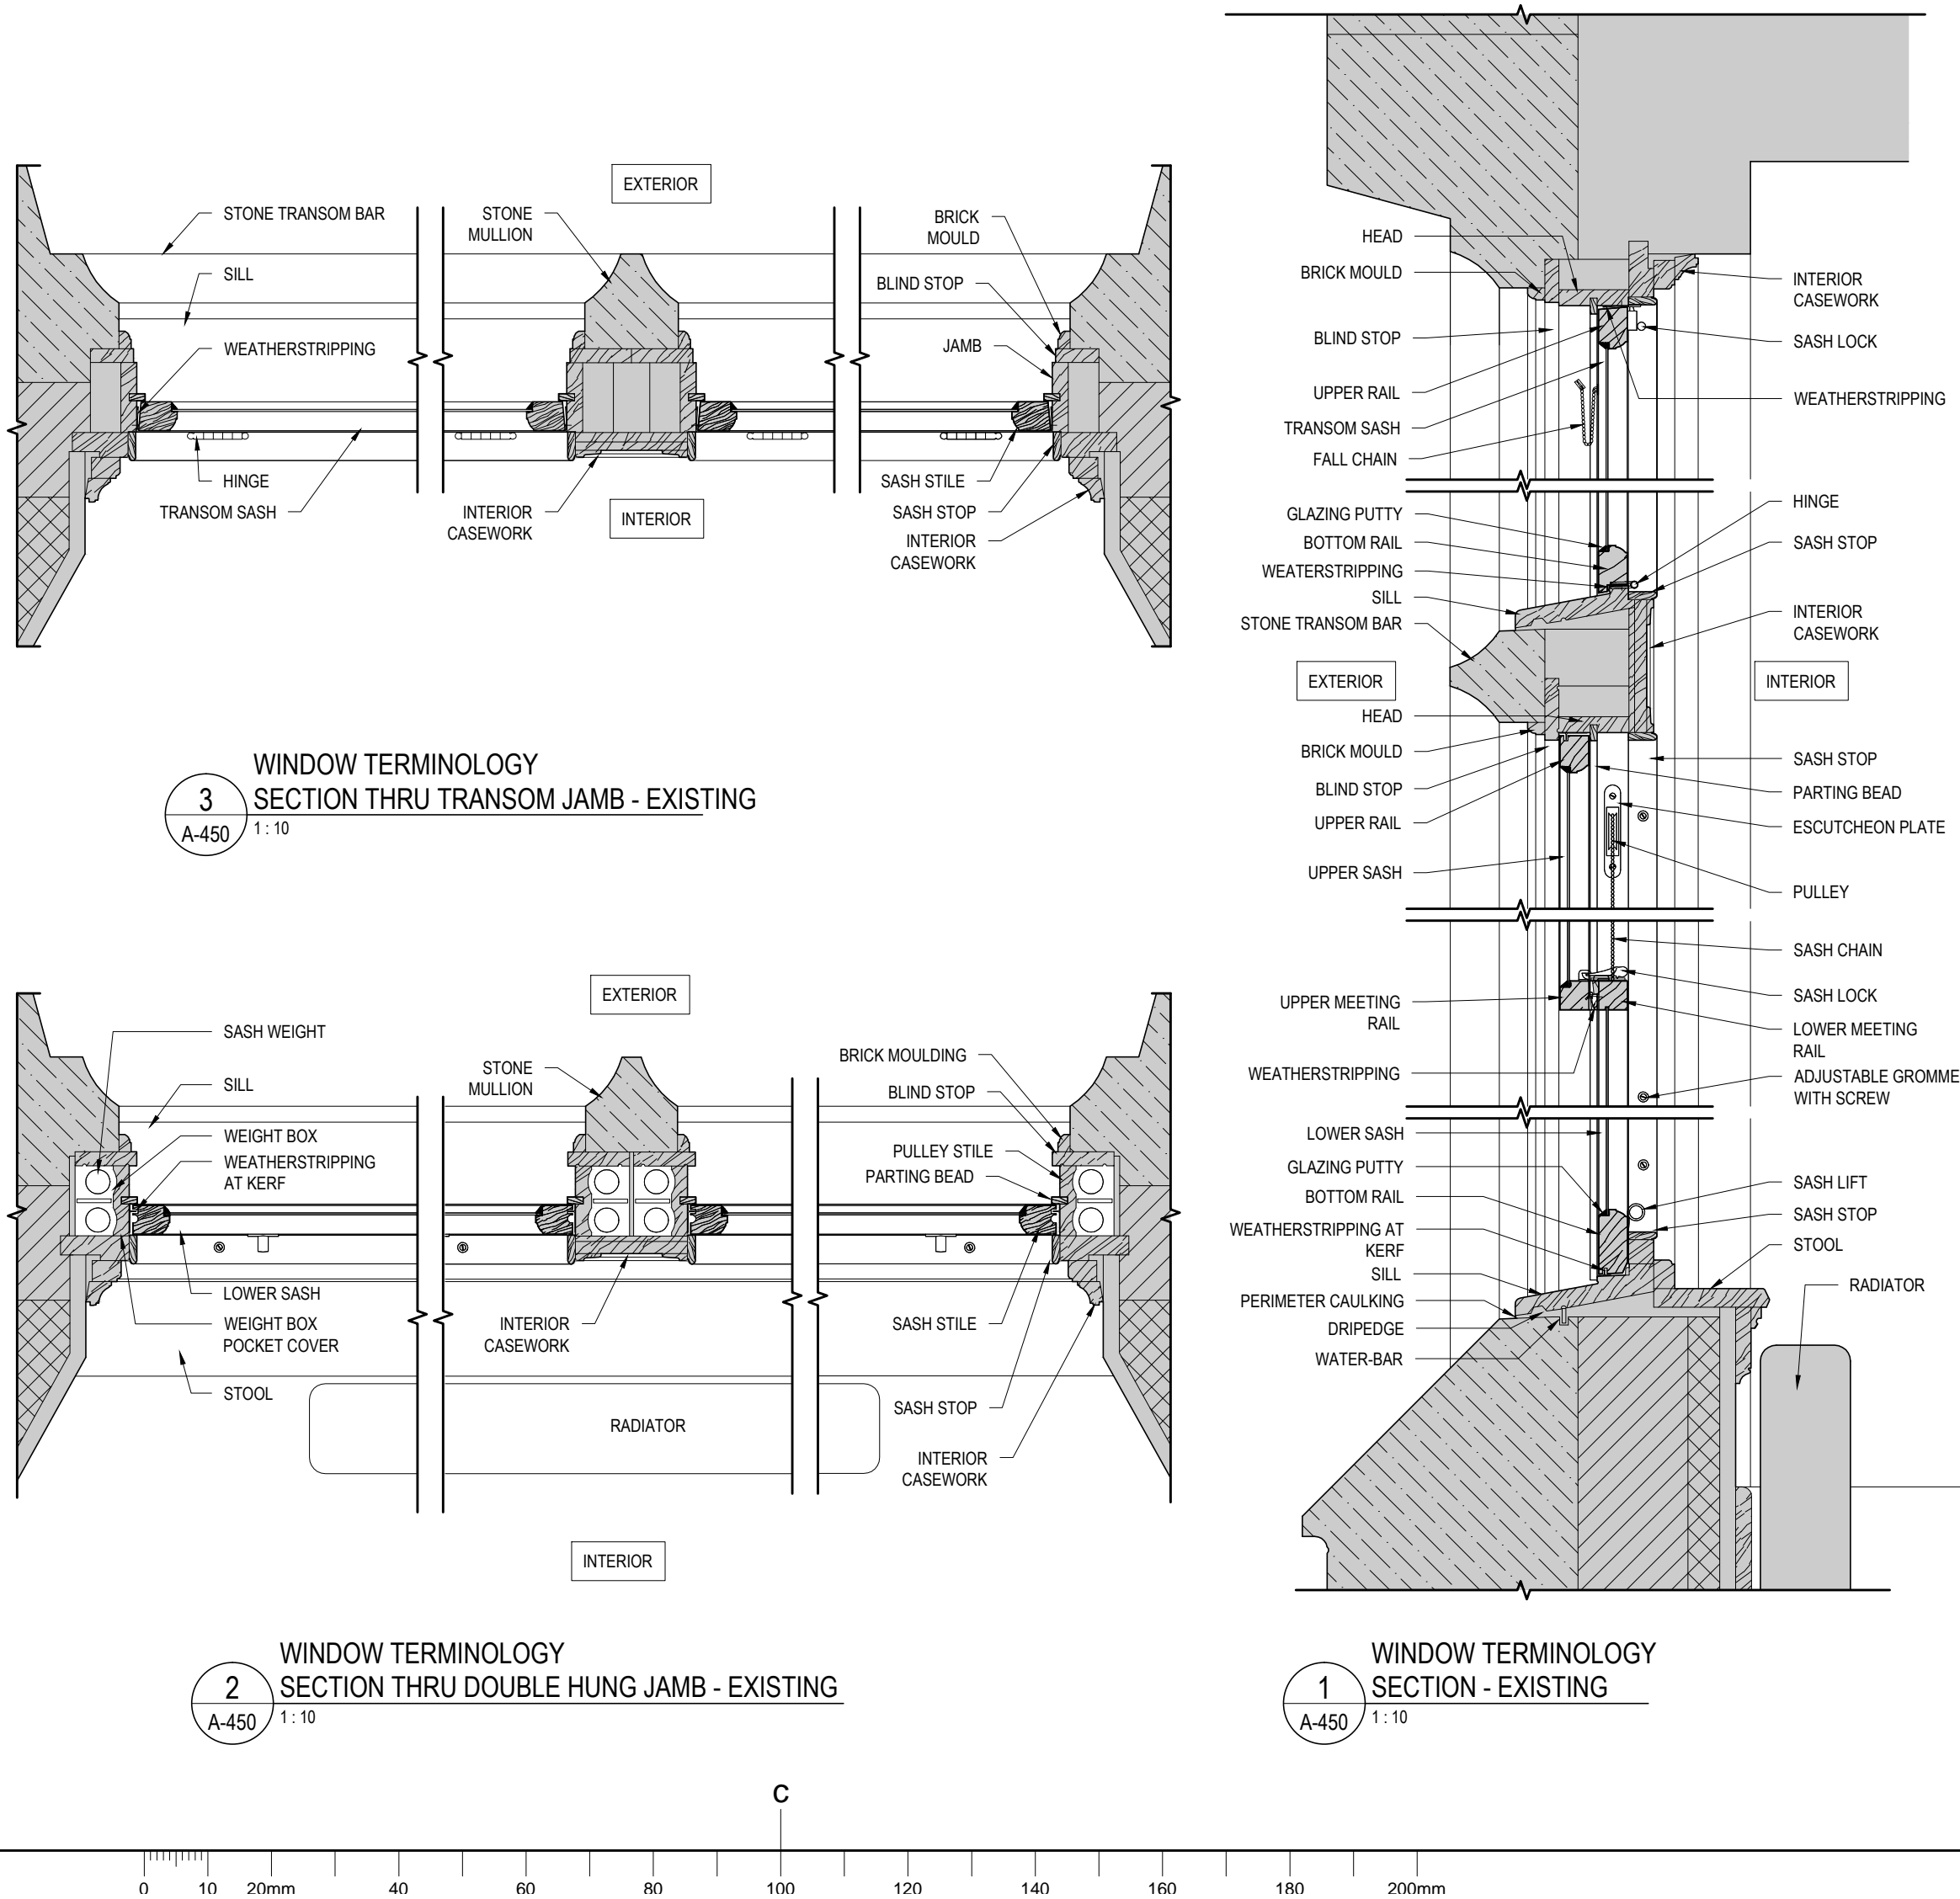 EXTERIOR
STONE TRANSOM BAR
SILL
WEATHERSTRIPPING
HINGE
TRANSOM SASH
STONE
MULLION
INTERIOR
CASEWORK
INTERIOR
BRICK
MOULD
BLIND STOP
JAMB
SASH STILE
SASH STOP
INTERIOR
CASEWORK
3
A-450
WINDOW TERMINOLOGY
SECTION THRU TRANSOM JAMB - EXISTING
1 : 10
EXTERIOR
SASH WEIGHT
SILL
WEIGHT BOX
WEATHERSTRIPPING
AT KERF
LOWER SASH
WEIGHT BOX
POCKET COVER
STOOL
STONE
MULLION
INTERIOR
CASEWORK
RADIATOR
BRICK MOULDING
BLIND STOP
PULLEY STILE
PARTING BEAD
SASH STILE
SASH STOP
INTERIOR
CASEWORK
INTERIOR
2
A-450
WINDOW TERMINOLOGY
SECTION THRU DOUBLE HUNG JAMB - EXISTING
1 : 10
HEAD
BRICK MOULD
BLIND STOP
UPPER RAIL
TRANSOM SASH
FALL CHAIN
GLAZING PUTTY
BOTTOM RAIL
WEATERSTRIPPING
SILL
STONE TRANSOM BAR
EXTERIOR
HEAD
BRICK MOULD
BLIND STOP
UPPER RAIL
UPPER SASH
UPPER MEETING
RAIL
WEATHERSTRIPPING
LOWER SASH
GLAZING PUTTY
BOTTOM RAIL
WEATHERSTRIPPING AT
KERF
SILL
PERIMETER CAULKING
DRIPEDGE
WATER-BAR
INTERIOR
CASEWORK
SASH LOCK
WEATHERSTRIPPING
HINGE
SASH STOP
INTERIOR
CASEWORK
INTERIOR
SASH STOP
PARTING BEAD
ESCUTCHEON PLATE
PULLEY
SASH CHAIN
SASH LOCK
LOWER MEETING
RAIL
ADJUSTABLE GROMME
WITH SCREW
SASH LIFT
SASH STOP
STOOL
RADIATOR
1
A-450
WINDOW TERMINOLOGY
SECTION - EXISTING
1 : 10
C
0 10 20mm 40 60 80 100 120 140 160 180 200mm